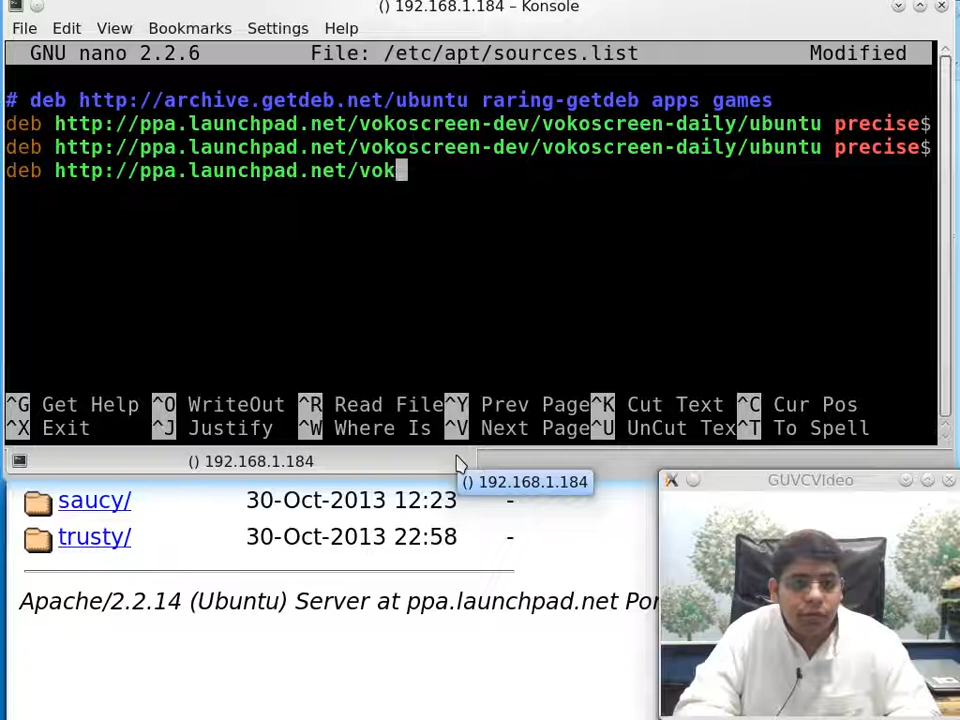 () 192.168.1.184 – Konsole
File Edit View Bookmarks Settings Help
GNU nano 2.2.6 File: /etc/apt/sources.list Modified
# deb http://archive.getdeb.net/ubuntu raring-getdeb apps games
deb http://ppa.launchpad.net/vokoscreen-dev/vokoscreen-daily/ubuntu precise$
deb http://ppa.launchpad.net/vokoscreen-dev/vokoscreen-daily/ubuntu precise$
deb http://ppa.launchpad.net/vok
^G Get Help ^O WriteOut ^R Read File ^Y Prev Page ^K Cut Text ^C Cur Pos
^X Exit ^J Justify ^W Where Is ^V Next Page ^U UnCut Tex ^T To Spell
() 192.168.1.184
() 192.168.1.184
GUVCVIdeo
saucy/ 30-Oct-2013 12:23 -
trusty/ 30-Oct-2013 22:58 -
Apache/2.2.14 (Ubuntu) Server at ppa.launchpad.net Por